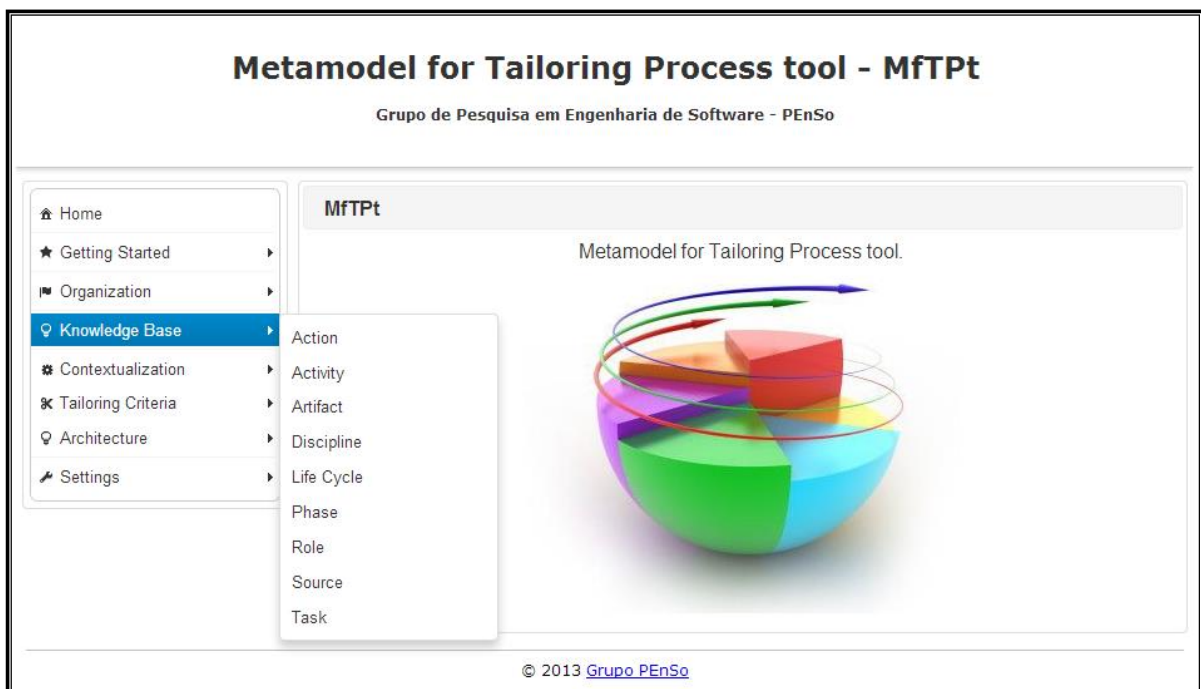 Metamodel for Tailoring Process tool - MfTPt
Grupo de Pesquisa em Engenharia de Software - PEnSo
Home
Getting Started
Organization
Knowledge Base
Contextualization
Tailoring Criteria
Architecture
Settings
Action
Activity
Artifact
Discipline
Life Cycle
Phase
Role
Source
Task
MfTPt
Metamodel for Tailoring Process tool.
© 2013 Grupo PEnSo